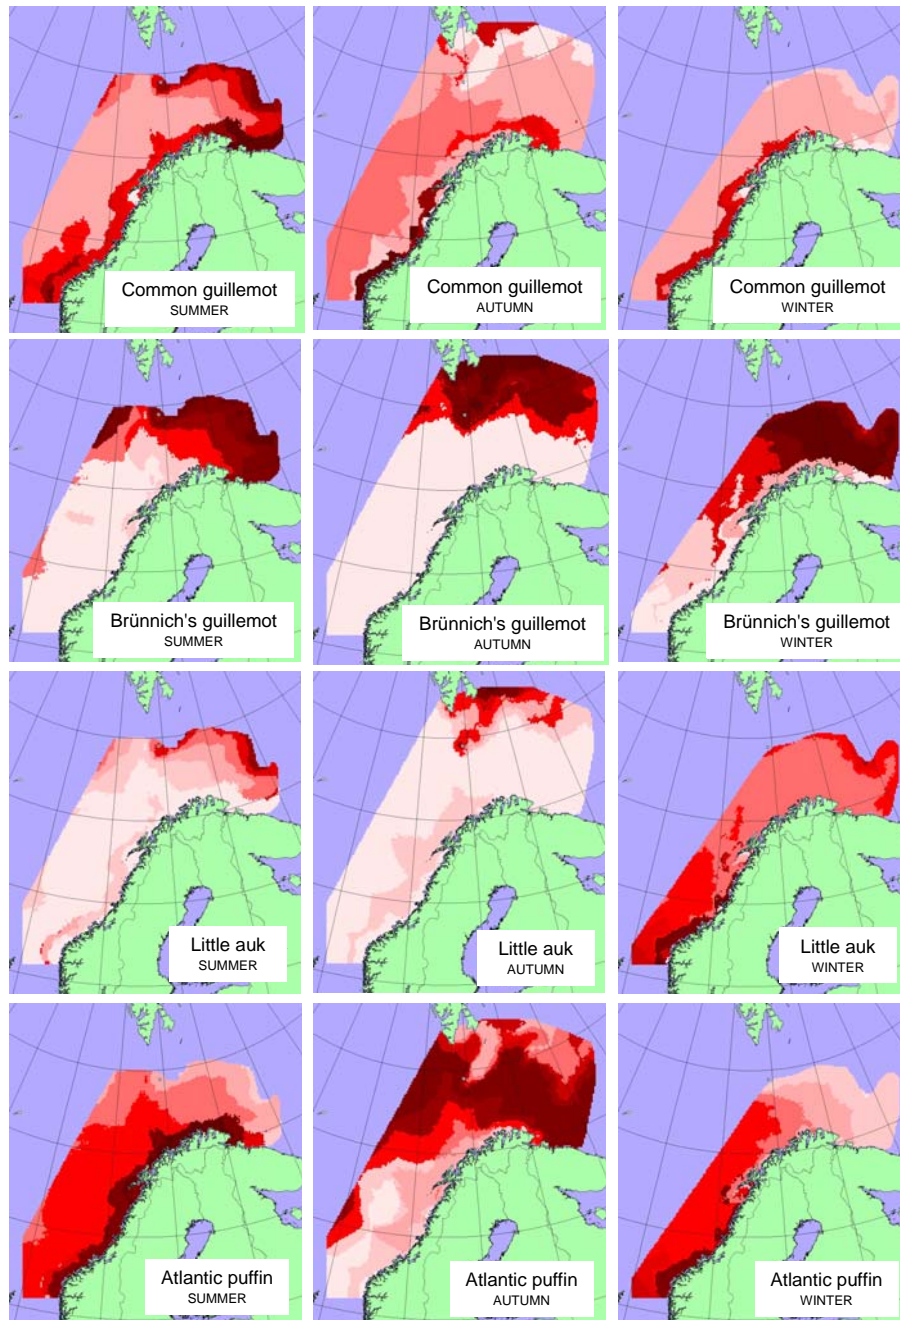 Common guillemot
SUMMER
Common guillemot
AUTUMN
Common guillemot
WINTER
Brünnich's guillemot
SUMMER
Brünnich's guillemot
AUTUMN
Brünnich's guillemot
WINTER
Little auk
SUMMER
Little auk
AUTUMN
Little auk
WINTER
Atlantic puffin
SUMMER
Atlantic puffin
AUTUMN
Atlantic puffin
WINTER